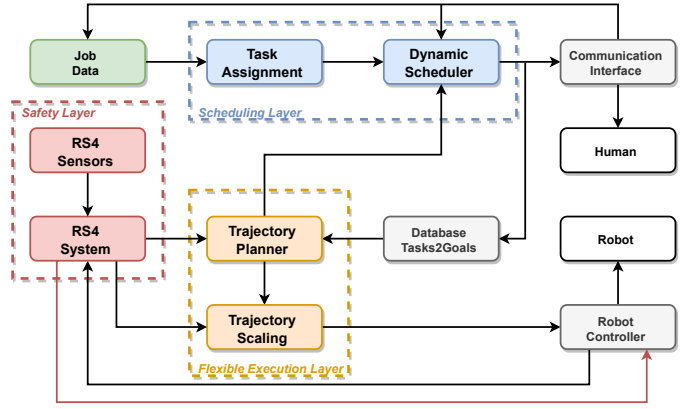 Job
Data
Task
Assignment
Dynamic
Scheduler
Communication
Interface
Safety Layer
Scheduling Layer
RS4
Sensors
Human
RS4
System
Trajectory
Planner
Database
Tasks2Goals
Robot
Trajectory
Scaling
Robot
Controller
Flexible Execution Layer